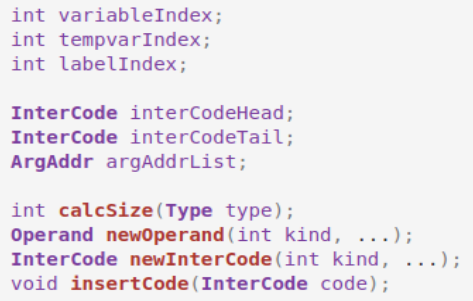 int variableIndex;
int tempvarIndex;
int labelIndex;
InterCode interCodeHead;
InterCode interCodeTail;
ArgAddr argAddrList;
int calcSize(Type type);
Operand newOperand(int kind, ...);
InterCode newInterCode(int kind, ...);
void insertCode(InterCode code);